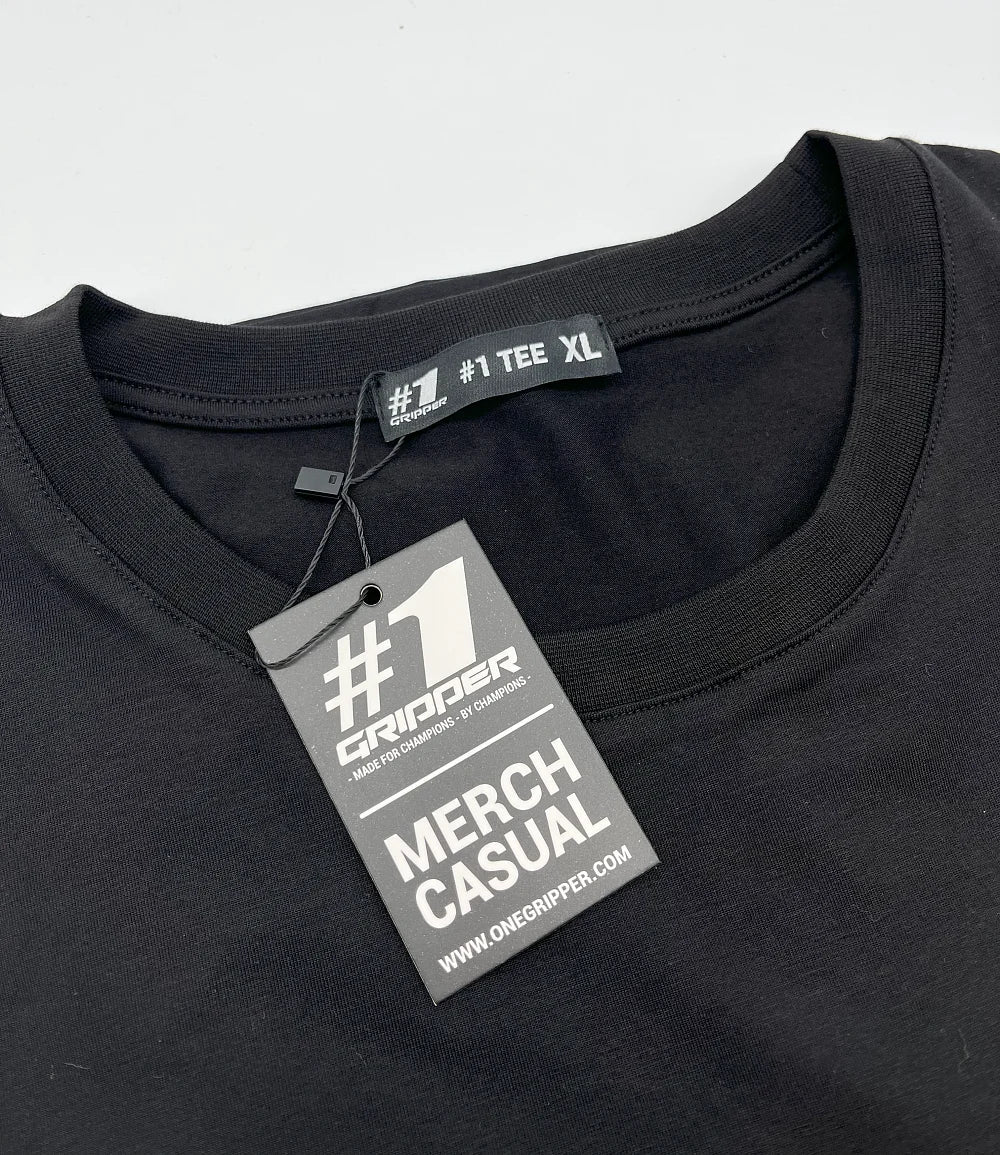 #1 TEE XL
#1
GRIPPER
#1
GRIPPER
- MADE FOR CHAMPIONS - BY CHAMPIONS -
MERCH
CASUAL
WWW.ONEGRIPPER.COM